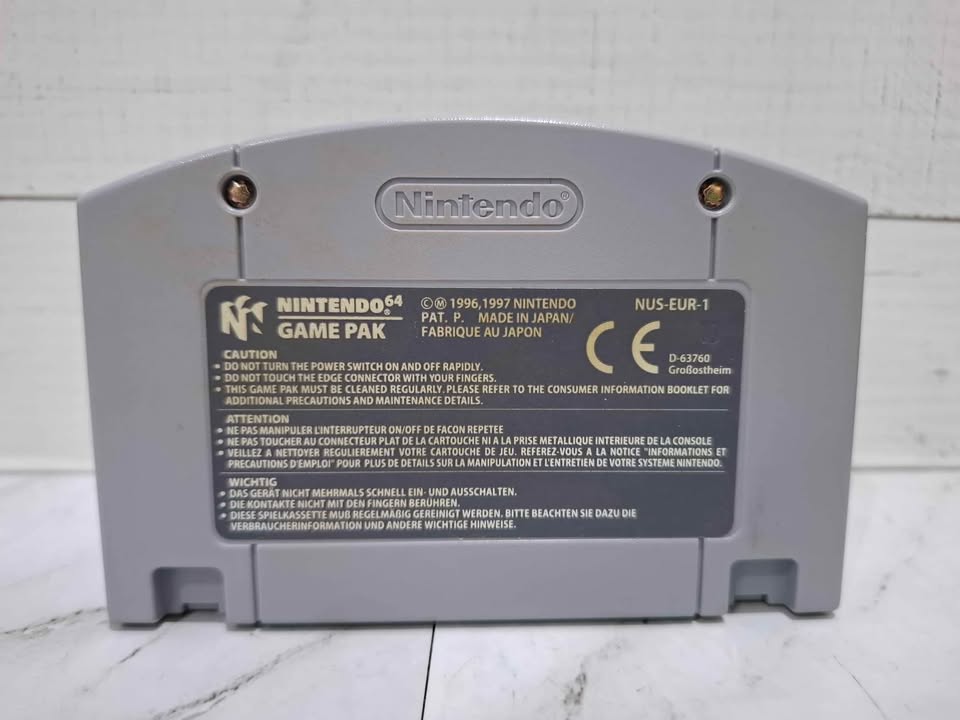 Nintendo®
NINTENDO64®
GAME PAK
©Ⓜ 1996,1997 NINTENDO
PAT. P. MADE IN JAPAN/
FABRIQUE AU JAPON
NUS-EUR-1
CE
D-63760
Großostheim
CAUTION
• DO NOT TURN THE POWER SWITCH ON AND OFF RAPIDLY.
• DO NOT TOUCH THE EDGE CONNECTOR WITH YOUR FINGERS.
• THIS GAME PAK MUST BE CLEANED REGULARLY. PLEASE REFER TO THE CONSUMER INFORMATION BOOKLET FOR
ADDITIONAL PRECAUTIONS AND MAINTENANCE DETAILS.
ATTENTION
• NE PAS MANIPULER L'INTERRUPTEUR ON/OFF DE FACON REPETEE
• NE PAS TOUCHER AU CONNECTEUR PLAT DE LA CARTOUCHE NI A LA PRISE METALLIQUE INTERIEURE DE LA CONSOLE
• VEILLEZ A NETTOYER REGULIEREMENT VOTRE CARTOUCHE DE JEU. REFEREZ-VOUS A LA NOTICE "INFORMATIONS ET
PRECAUTIONS D'EMPLOI" POUR PLUS DE DETAILS SUR LA MANIPULATION ET L'ENTRETIEN DE VOTRE SYSTEME NINTENDO.
WICHTIG
• DAS GERÄT NICHT MEHRMALS SCHNELL EIN- UND AUSSCHALTEN.
• DIE KONTAKTE NICHT MIT DEN FINGERN BERÜHREN.
• DIESE SPIELKASSETTE MUß REGELMÄßIG GEREINIGT WERDEN. BITTE BEACHTEN SIE DAZU DIE
VERBRAUCHERINFORMATION UND ANDERE WICHTIGE HINWEISE.